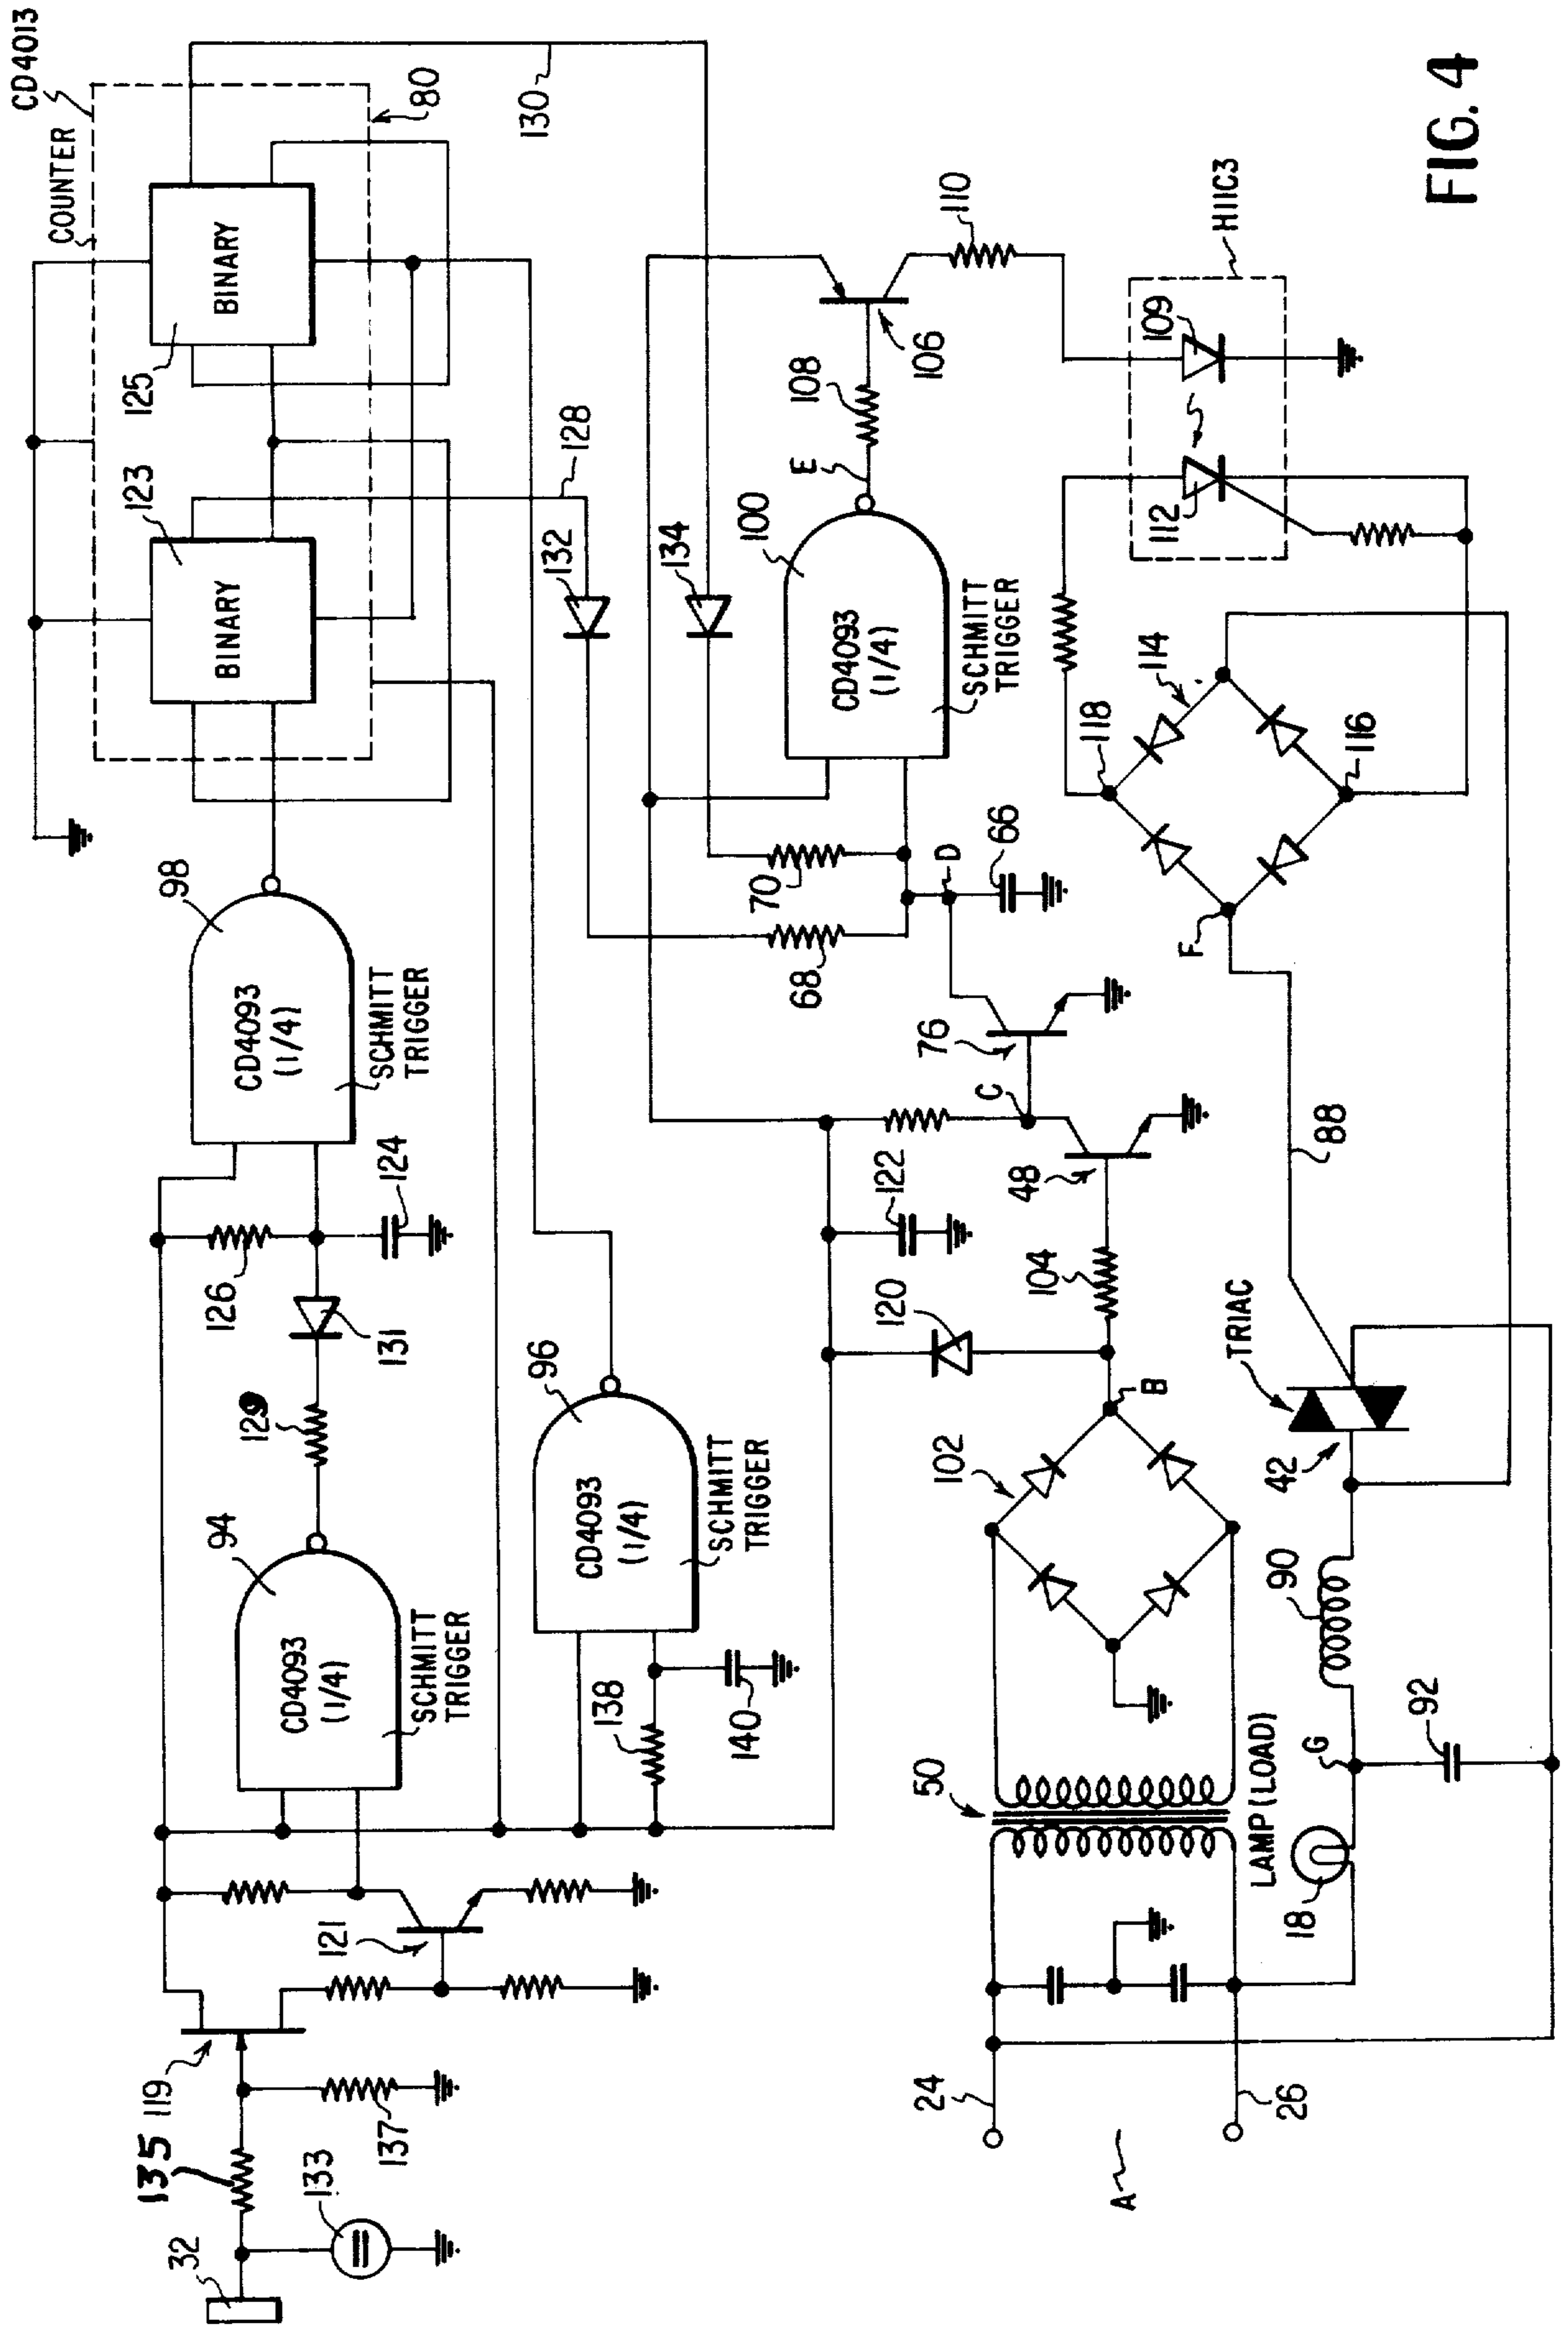 CD4013
COUNTER
80
125
BINARY
123
BINARY
130
128
132
134
98
CD4093
(1/4)
SCHMITT
TRIGGER
126
124
131
129
94
CD4093
(1/4)
SCHMITT
TRIGGER
96
CD4093
(1/4)
SCHMITT
TRIGGER
138
140
121
119
135
137
133
32
100
CD4093
(1/4)
SCHMITT
TRIGGER
E
108
106
110
H11C3
109
112
70
68
D
66
76
C
48
122
120
104
B
102
50
118
114
116
F
88
TRIAC
42
90
G
92
LAMP (LOAD)
18
24
26
A
FIG. 4